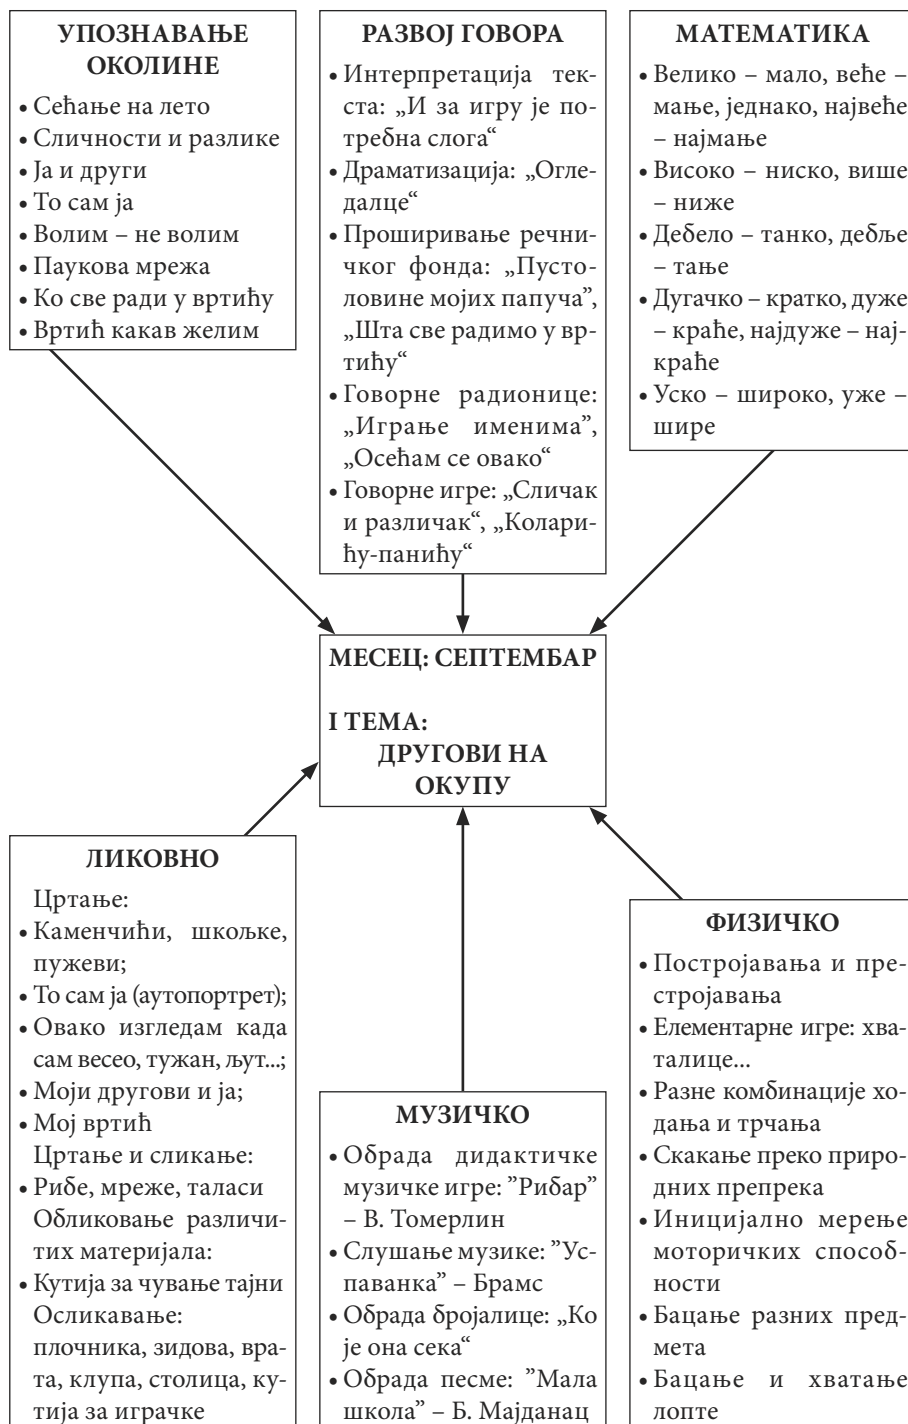 УПОЗНАВАЊЕ
ОКОЛИНЕ
• Сећање на лето
• Сличности и разлике
• Ја и други
• То сам ја
• Волим – не волим
• Паукова мрежа
• Ко све ради у вртићу
• Вртић какав желим
РАЗВОЈ ГОВОРА
• Интерпретација тек-
ста: „И за игру је по-
требна слога“
• Драматизација: „Огле-
далце“
• Проширивање речни-
чког фонда: „Пусто-
ловине мојих папуча”,
„Шта све радимо у вр-
тићу“
• Говорне радионице:
„Играње именима”,
„Осећам се овако“
• Говорне игре: „Сличак
и различак“, „Колари-
ћу-панићу“
МАТЕМАТИКА
• Велико – мало, веће –
мање, једнако, највеће
– најмање
• Високо – ниско, више
– ниже
• Дебело – танко, дебље
– тање
• Дугачко – кратко, дуже
– краће, најдуже – нај-
краће
• Уско – широко, уже –
шире
МЕСЕЦ: СЕПТЕМБАР
I ТЕМА:
ДРУГОВИ НА
ОКУПУ
ЛИКОВНО
Цртање:
• Каменчићи, шкољке,
пужеви;
• То сам ја (аутопортрет);
• Овако изгледам када
сам весео, тужан, љут...;
• Моји другови и ја;
• Мој вртић
Цртање и сликање:
• Рибе, мреже, таласи
Обликовање различи-
тих материјала:
• Кутија за чување тајни
Осликавање:
плочника, зидова, вра-
та, клупа, столица, ку-
тија за играчке
МУЗИЧКО
• Обрада дидактичке
музичке игре: ”Рибар”
– В. Томерлин
• Слушање музике: ”Ус-
паванка” – Брамс
• Обрада бројалице: „Ко
је она сека“
• Обрада песме: ”Мала
школа” – Б. Мајданац
ФИЗИЧКО
• Постројавања и пре-
стројавања
• Елементарне игре: хва-
талице...
• Разне комбинације хо-
дања и трчања
• Скакање преко приро-
дних препрека
• Иницијално мерење
моторичких способ-
ности
• Бацање разних пред-
мета
• Бацање и хватање
лопте